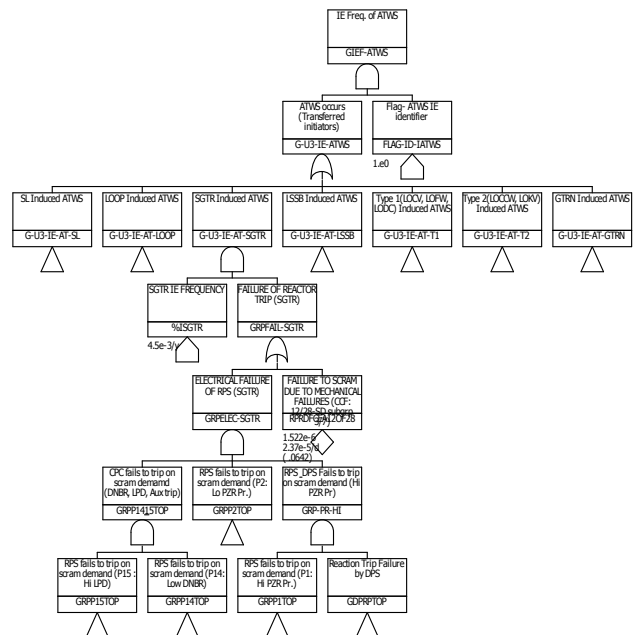 IE Freq. of ATWS
GIEF-ATWS
ATWS occurs
(Transferred
initiators)
G-U3-IE-ATWS
Flag- ATWS IE
identifier
FLAG-ID-IATWS
1.e0
SL Induced ATWS
G-U3-IE-AT-SL
LOOP Induced ATWS
G-U3-IE-AT-LOOP
SGTR Induced ATWS
G-U3-IE-AT-SGTR
LSSB Induced ATWS
G-U3-IE-AT-LSSB
Type 1(LOCV, LOFW,
LODC) Induced ATWS
G-U3-IE-AT-T1
Type 2(LOCCW, LOKV)
Induced ATWS
G-U3-IE-AT-T2
GTRN Induced ATWS
G-U3-IE-AT-GTRN
SGTR IE FREQUENCY
%ISGTR
4.5e-3/y
FAILURE OF REACTOR
TRIP (SGTR)
GRPFAIL-SGTR
ELECTRICAL FAILURE
OF RPS (SGTR)
GRPELEC-SGTR
FAILURE TO SCRAM
DUE TO MECHANICAL
FAILURES (CCF:
12/28-SD subgrp
1.522e-6
2.37e-5/d
( .0642)
CPC fails to trip on
scram demamd
(DNBR, LPD, Aux trip)
GRPP1415TOP
RPS fails to trip on
scram demand (P2:
Lo PZR Pr.)
GRPP2TOP
RPS_DPS Fails to trip
on scram demand (Hi
PZR Pr)
GRP-PR-HI
RPS fails to trip on
scram demand (P15 :
Hi LPD)
GRPP15TOP
RPS fails to trip on
scram demand (P14:
Low DNBR)
GRPP14TOP
RPS fails to trip on
scram demand (P1:
Hi PZR Pr.)
GRPP1TOP
Reaction Trip Failure
by DPS
GDPRPTOP